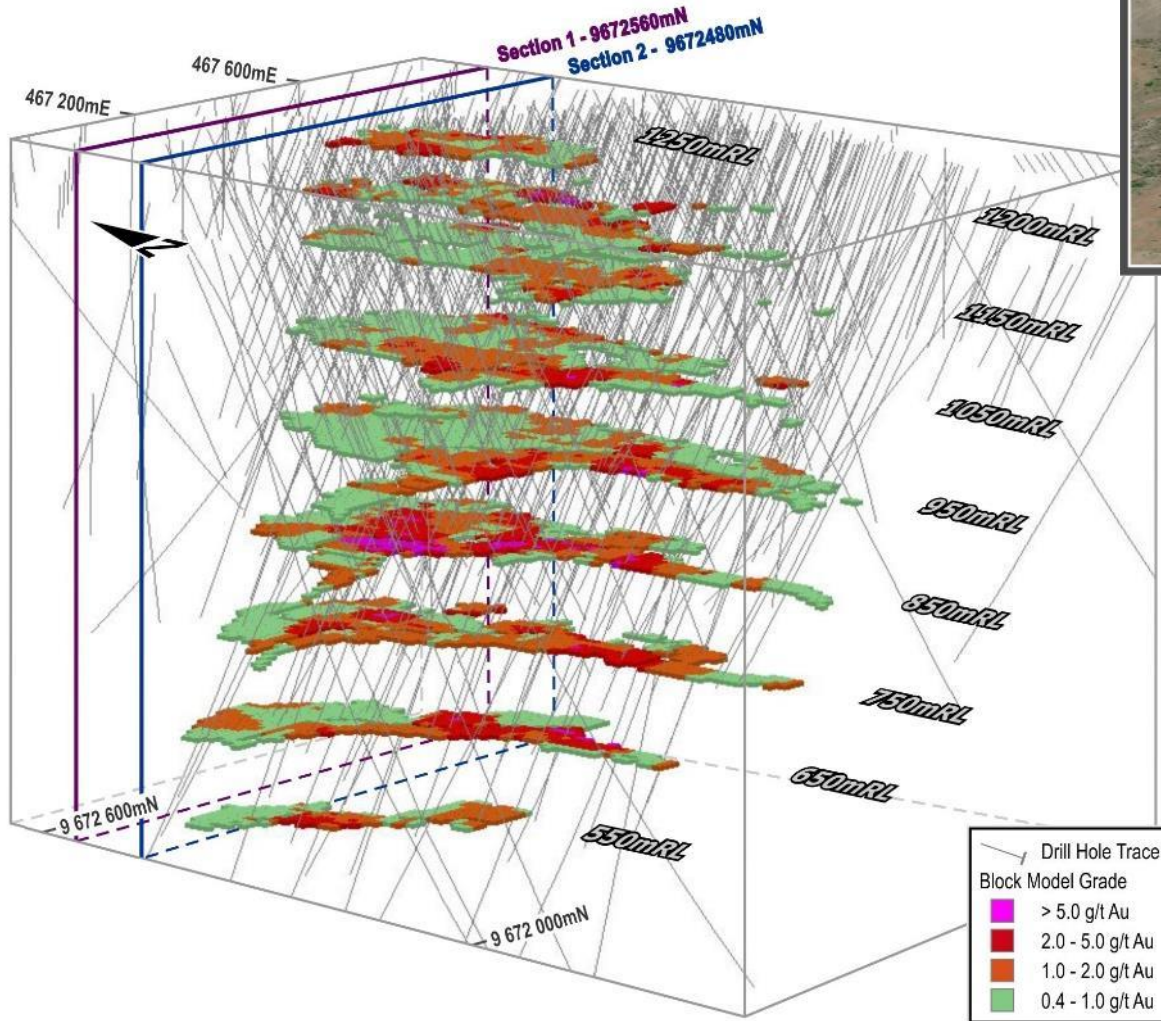 Section 1 - 9672560mN
Section 2 - 9672480mN
467 600mE
467 200mE
1250mRL
1200mRL
1150mRL
1050mRL
950mRL
850mRL
750mRL
650mRL
550mRL
N
9 672 600mN
9 672 000mN
Drill Hole Trace
Block Model Grade
> 5.0 g/t Au
2.0 - 5.0 g/t Au
1.0 - 2.0 g/t Au
0.4 - 1.0 g/t Au